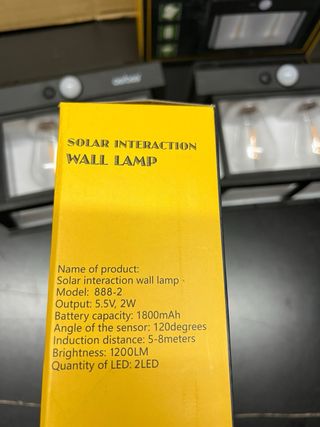 SOLAR INTERACTION
WALL LAMP
Name of product:
Solar interaction wall lamp 、
Model: 888-2
Output: 5.5V, 2W
Battery capacity: 1800mAh
Angle of the sensor: 120degrees
Induction distance: 5-8meters
Brightness: 1200LM
Quantity of LED: 2LED